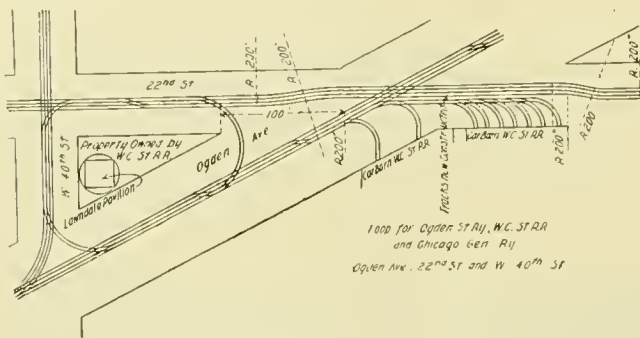 22nd St
R 200'
R. 200'
R 200"
100
Ogden Ave
Property Owned by
W.C. St R.R.
W 40th St
Lawndale Pavilion
R 200'
Car Barn W.C. St R.R.
Tracks now Construct'd
Car Barn W.C. St R.R.
R 200"
R 200
Loop for Ogden St Ry, W.C. St R.R
and Chicago Gen Ry
Ogden Ave, 22nd St and W 40th St